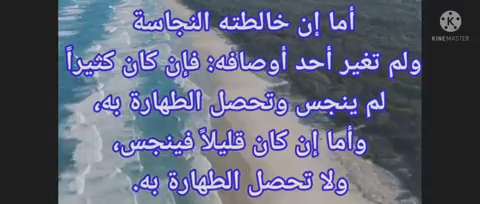 أما إن خالطته النجاسة
ولم تغير أحد أوصافه: فإن كان كثيراً
لم ينجس وتحصل الطهارة به،
وأما إن كان قليلاً فينجس،
ولا تحصل الطهارة به.
KINEMASTER